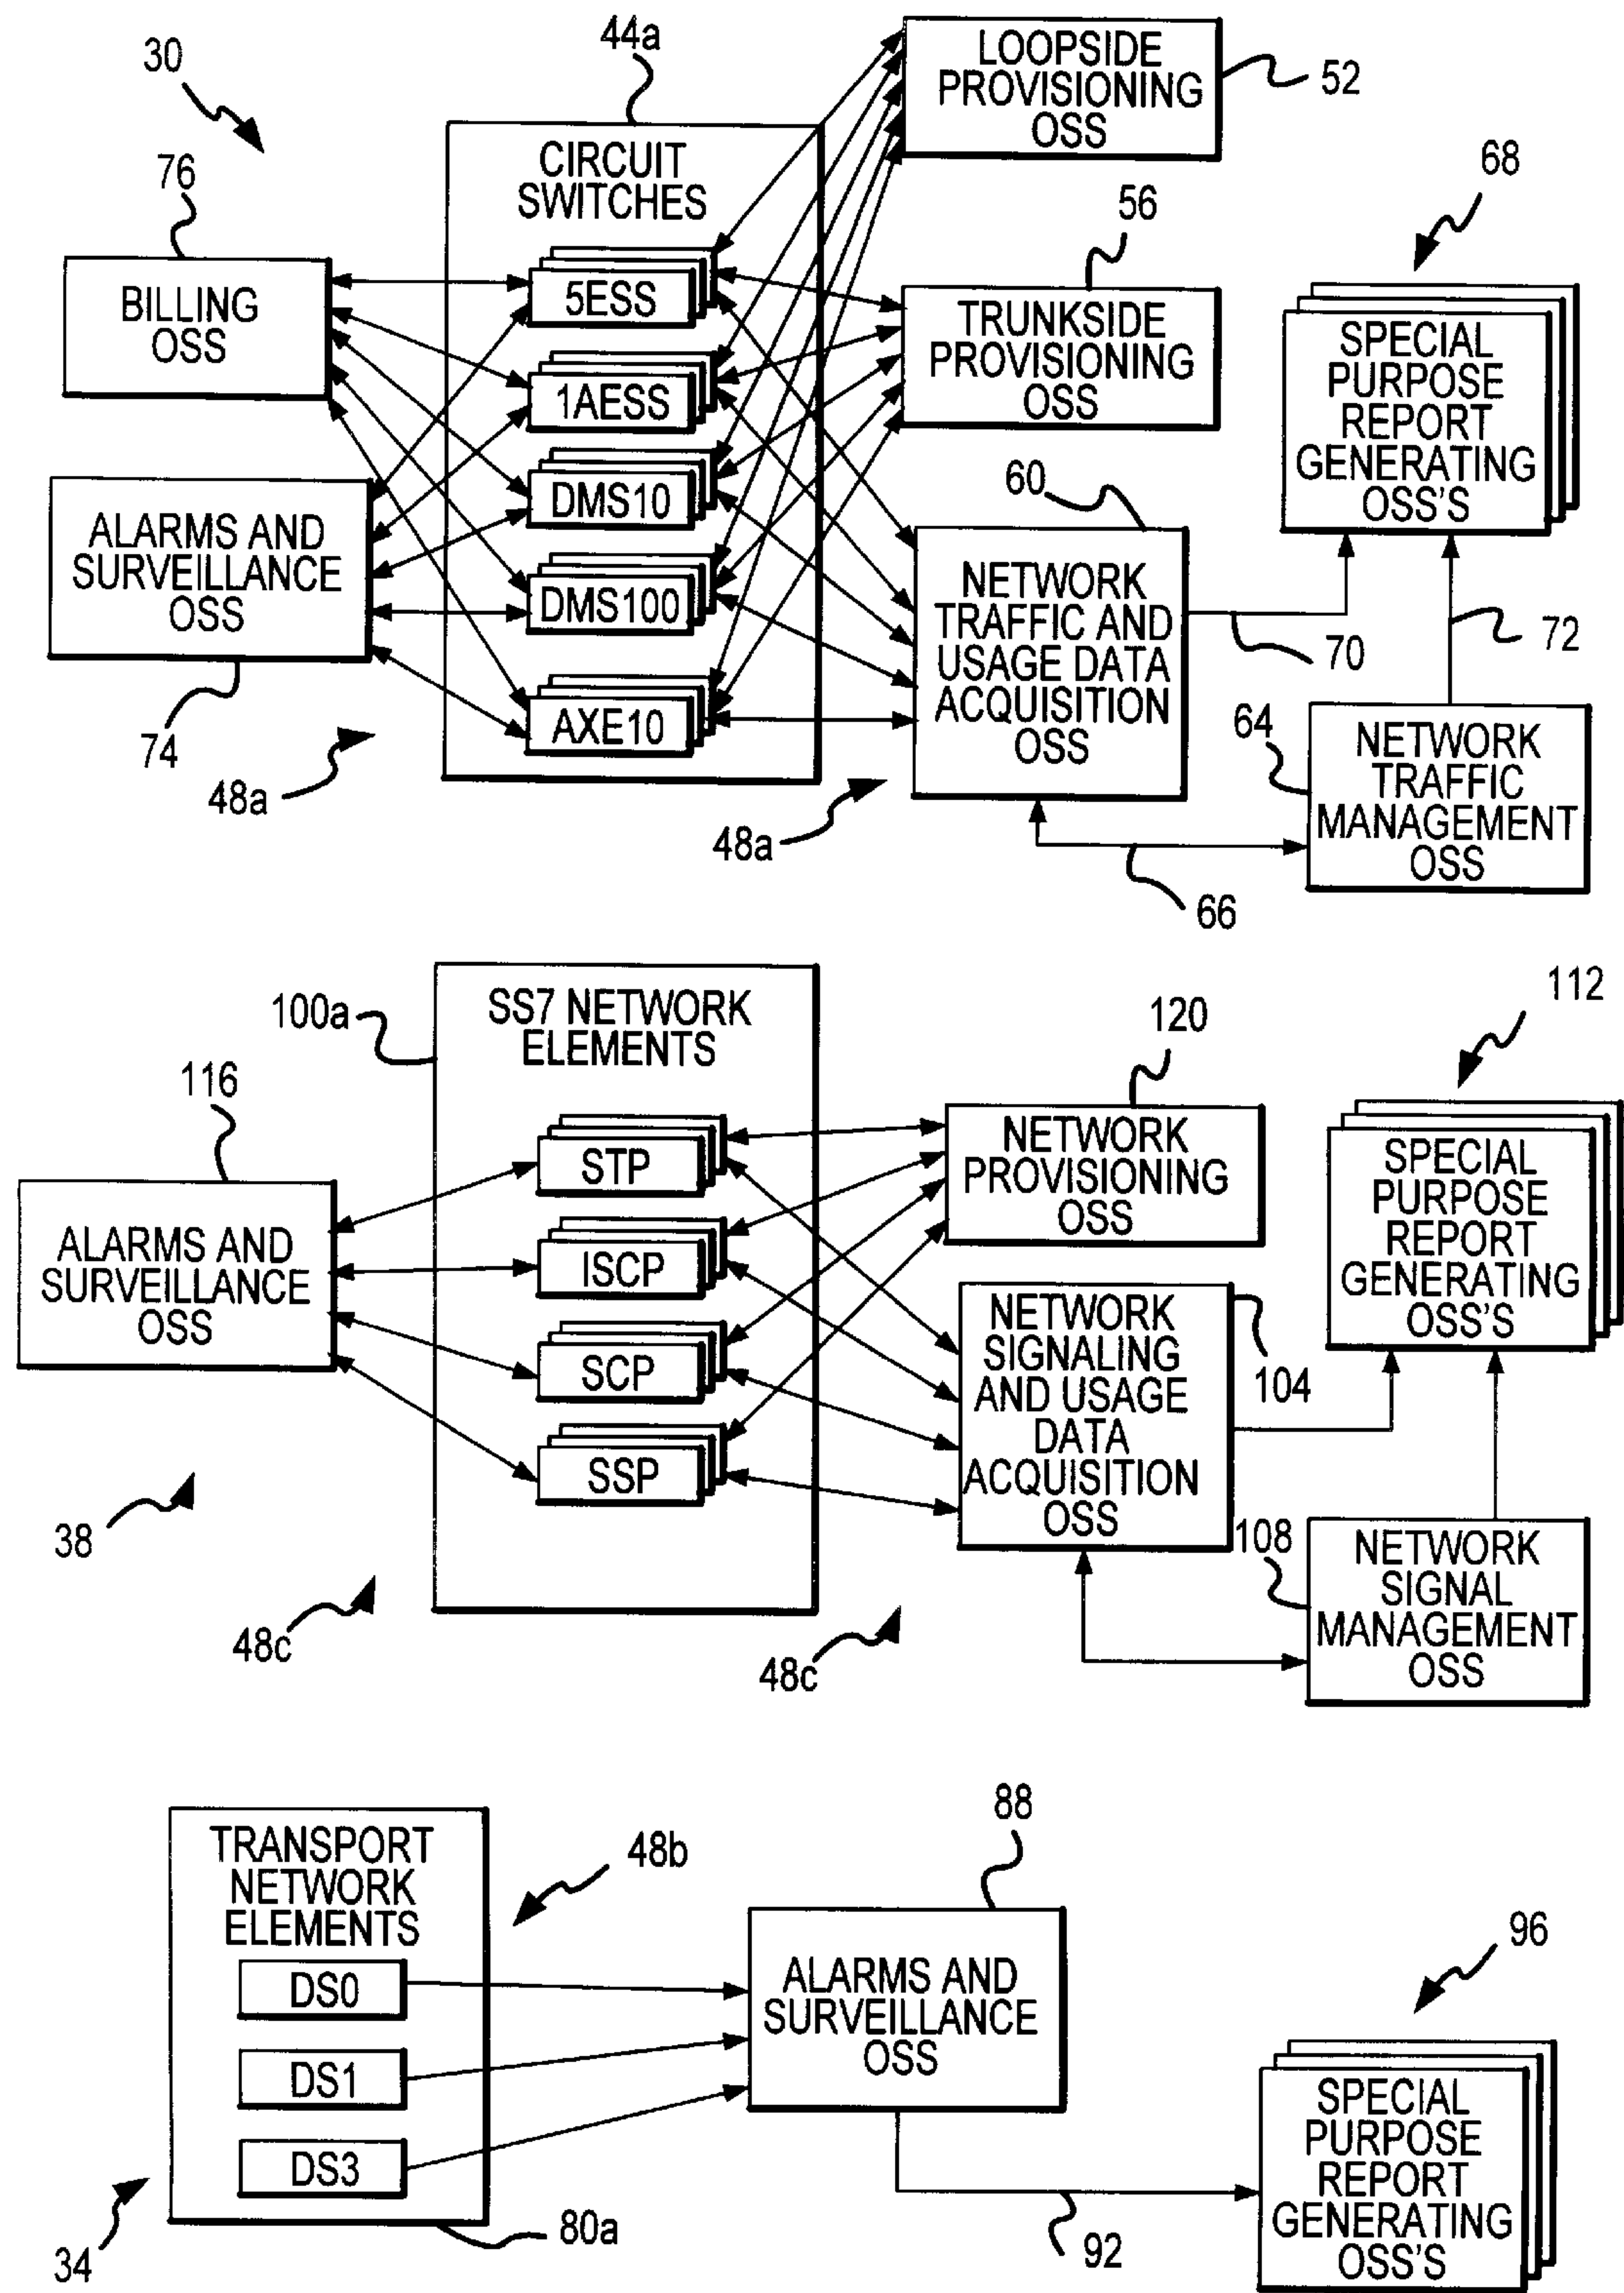 30
44a
LOOPSIDE
PROVISIONING
OSS
52
76
CIRCUIT
SWITCHES
56
68
BILLING
OSS
5ESS
1AESS
DMS10
DMS100
AXE10
TRUNKSIDE
PROVISIONING
OSS
SPECIAL
PURPOSE
REPORT
GENERATING
OSS'S
ALARMS AND
SURVEILLANCE
OSS
60
NETWORK
TRAFFIC AND
USAGE DATA
ACQUISITION
OSS
70
72
74
48a
48a
64
NETWORK
TRAFFIC
MANAGEMENT
OSS
66
100a
SS7 NETWORK
ELEMENTS
120
112
116
STP
ISCP
SCP
SSP
NETWORK
PROVISIONING
OSS
SPECIAL
PURPOSE
REPORT
GENERATING
OSS'S
ALARMS AND
SURVEILLANCE
OSS
NETWORK
SIGNALING
AND USAGE
DATA
ACQUISITION
OSS
104
38
48c
48c
108
NETWORK
SIGNAL
MANAGEMENT
OSS
TRANSPORT
NETWORK
ELEMENTS
48b
88
DS0
DS1
DS3
ALARMS AND
SURVEILLANCE
OSS
96
SPECIAL
PURPOSE
REPORT
GENERATING
OSS'S
34
80a
92